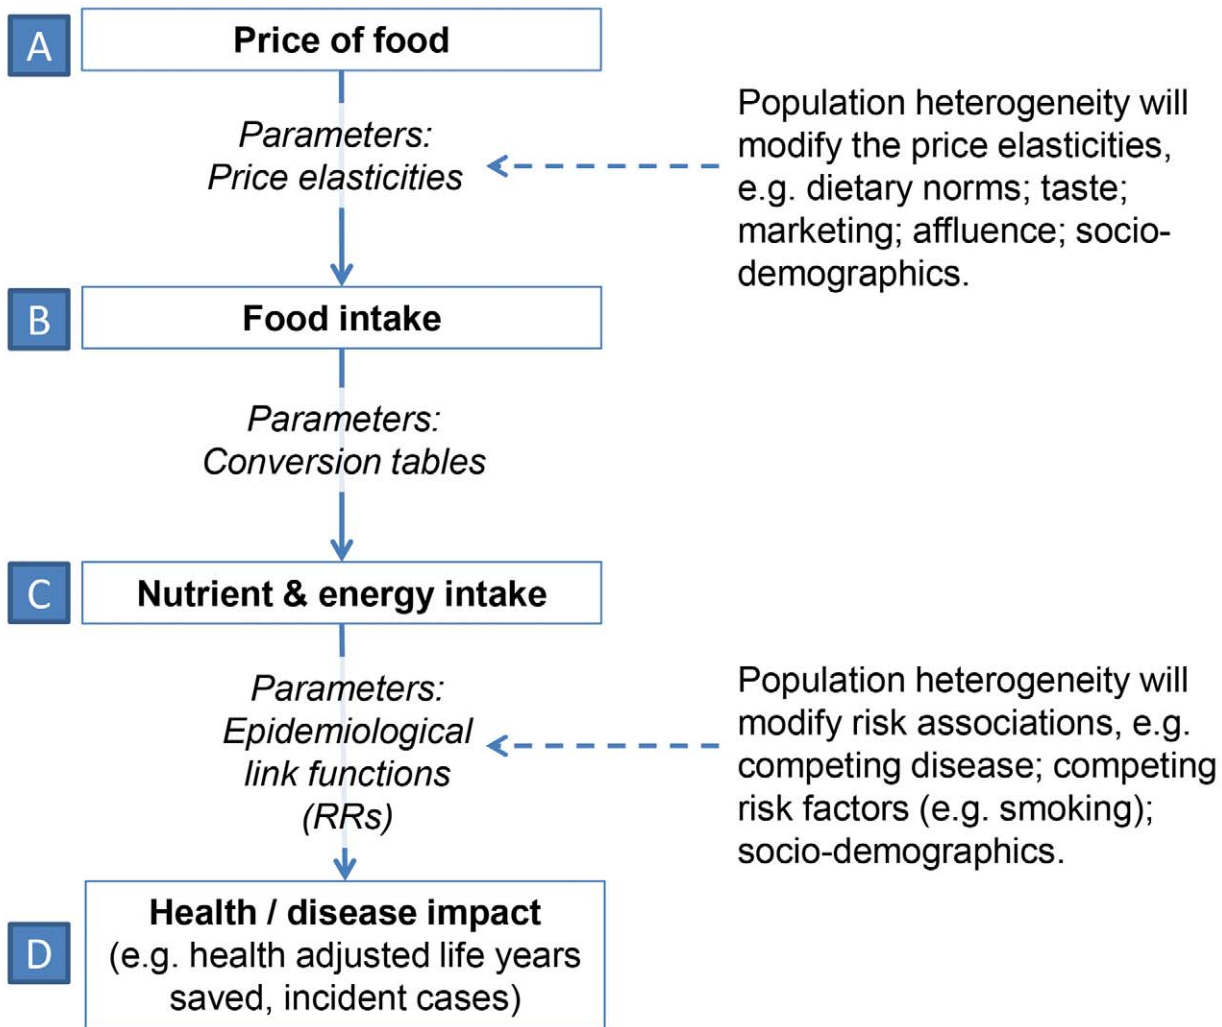 A
Price of food
Parameters:
Price elasticities
Population heterogeneity will
modify the price elasticities,
e.g. dietary norms; taste;
marketing; affluence; socio-
demographics.
B
Food intake
Parameters:
Conversion tables
C
Nutrient & energy intake
Parameters:
Epidemiological
link functions
(RRs)
Population heterogeneity will
modify risk associations, e.g.
competing disease; competing
risk factors (e.g. smoking);
socio-demographics.
D
Health / disease impact
(e.g. health adjusted life years
saved, incident cases)